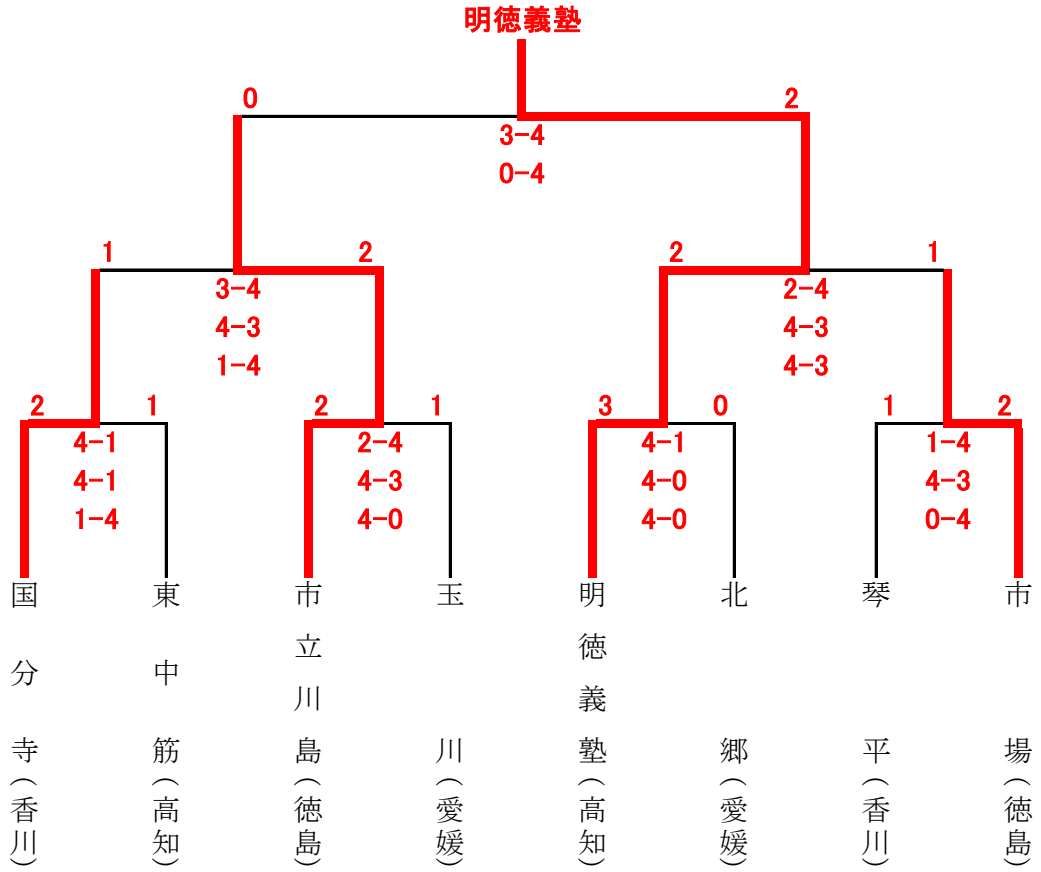 明徳義塾
0 2
3-4
0-4
1 2 2 1
3-4 2-4
4-3 4-3
1-4 4-3
2 1 2 1 3 0 1 2
4-1 2-4 4-1 1-4
4-1 4-3 4-0 4-3
1-4 4-0 4-0 0-4
国分寺(香川)
東中筋(高知)
市立川島(徳島)
玉川(愛媛)
明徳義塾(高知)
北郷(愛媛)
琴平(香川)
市場(徳島)